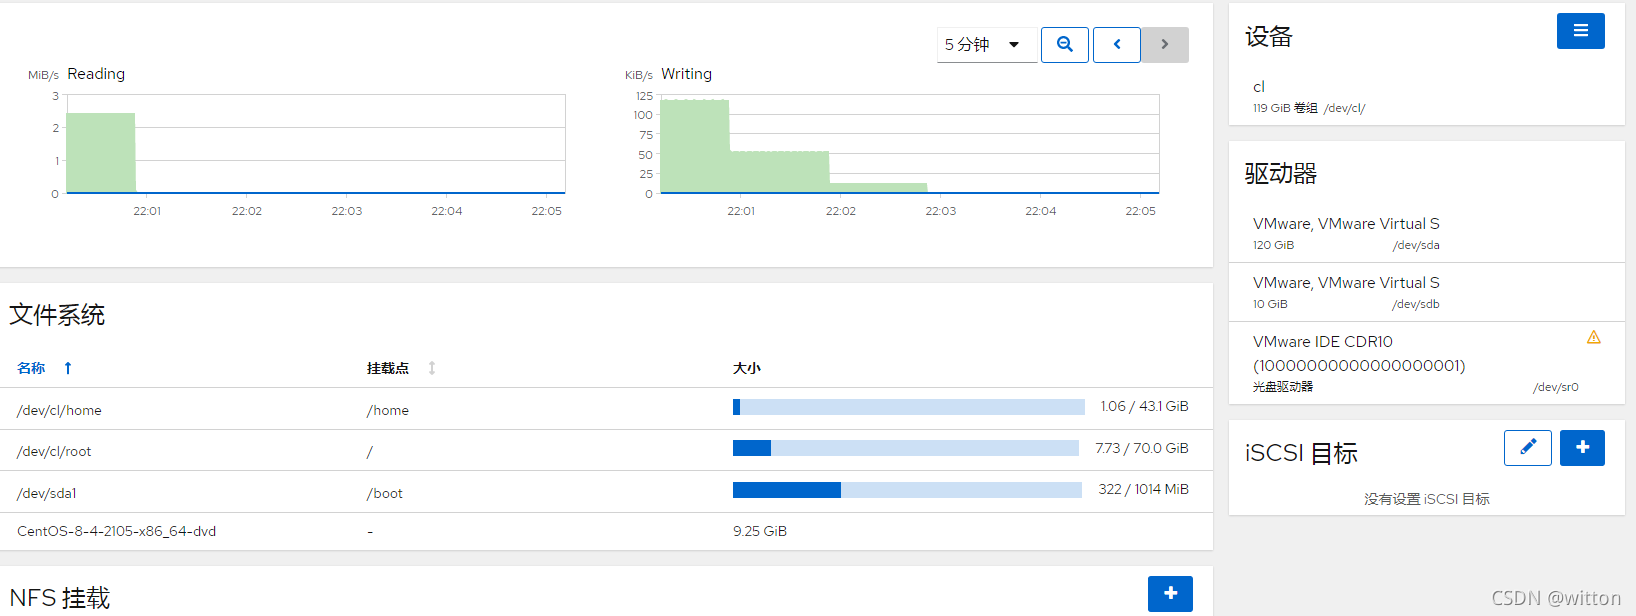 5 分钟
MiB/s Reading
3
2
1
0
22:01 22:02 22:03 22:04 22:05
KiB/s Writing
125
100
75
50
25
0
22:01 22:02 22:03 22:04 22:05
文件系统
名称 挂载点 大小
/dev/cl/home /home 1.06 / 43.1 GiB
/dev/cl/root / 7.73 / 70.0 GiB
/dev/sda1 /boot 322 / 1014 MiB
CentOS-8-4-2105-x86_64-dvd - 9.25 GiB
NFS 挂载
设备
cl
119 GiB 卷组 /dev/cl/
驱动器
VMware, VMware Virtual S
120 GiB /dev/sda
VMware, VMware Virtual S
10 GiB /dev/sdb
VMware IDE CDR10
(10000000000000000001)
光盘驱动器 /dev/sr0
iSCSI 目标
没有设置 iSCSI 目标
CSDN @witton